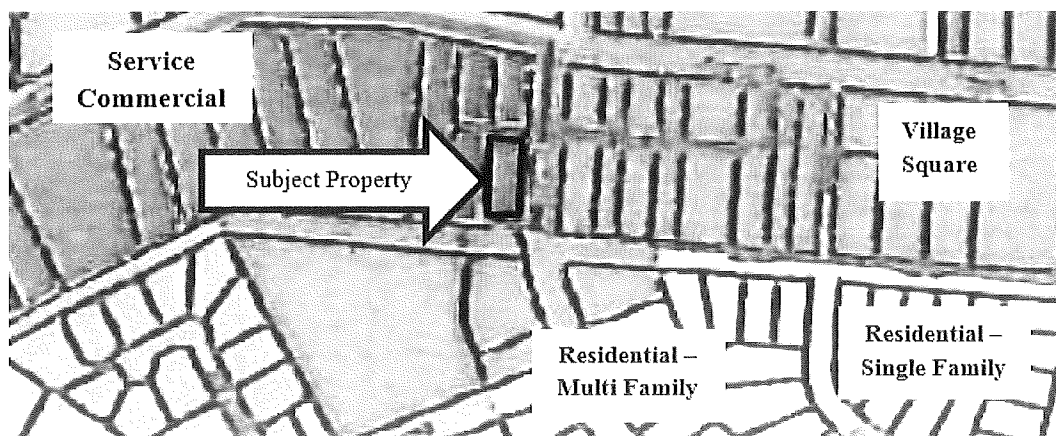 Service
Commercial
Village
Square
Subject Property
Residential –
Multi Family
Residential –
Single Family